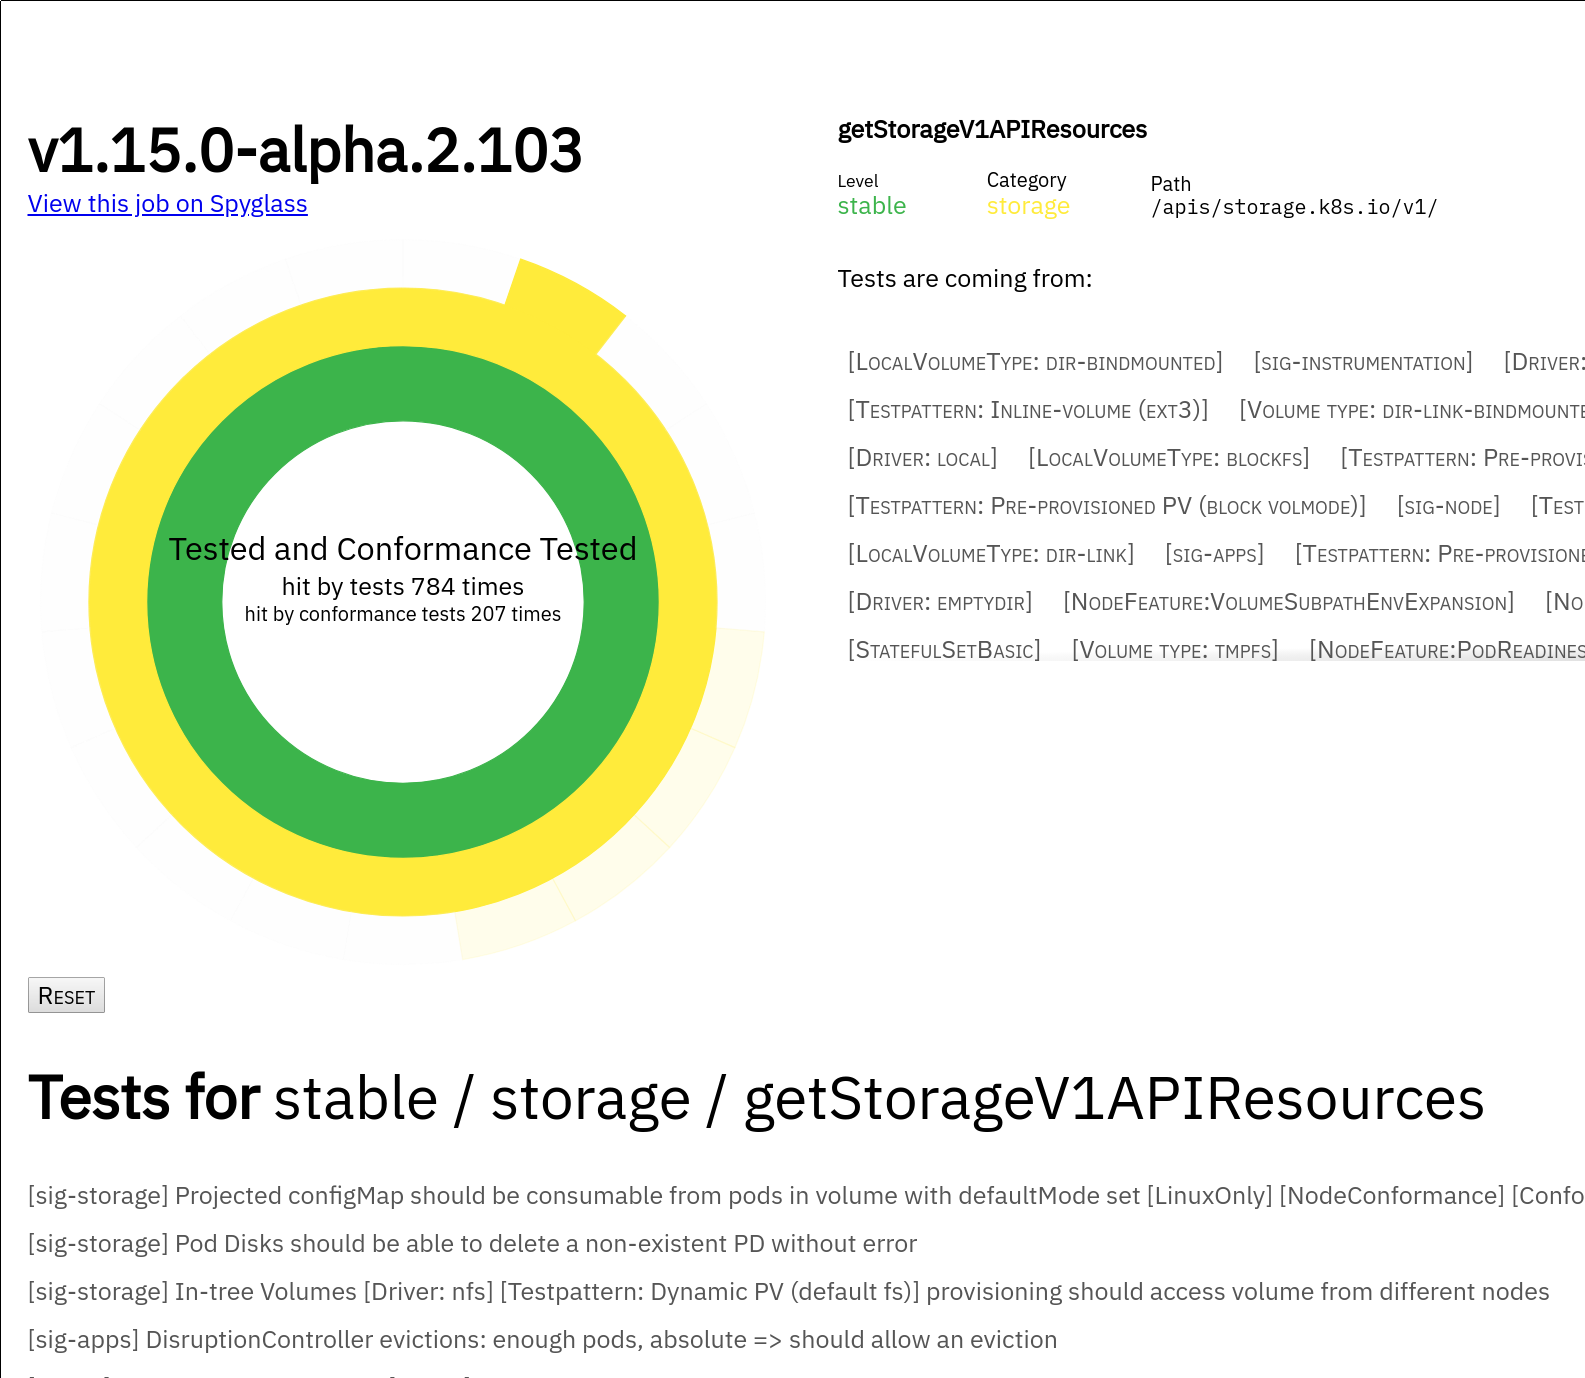 v1.15.0-alpha.2.103
View this job on Spyglass
Tested and Conformance Tested
hit by tests 784 times
hit by conformance tests 207 times
Reset
getStorageV1APIResources
Level Category Path
stable storage /apis/storage.k8s.io/v1/
Tests are coming from:
[LocalVolumeType: dir-bindmounted] [sig-instrumentation] [Driver:
[Testpattern: Inline-volume (ext3)] [Volume type: dir-link-bindmounte
[Driver: local] [LocalVolumeType: blockfs] [Testpattern: Pre-provis
[Testpattern: Pre-provisioned PV (block volmode)] [sig-node] [Test
[LocalVolumeType: dir-link] [sig-apps] [Testpattern: Pre-provisione
[Driver: emptydir] [NodeFeature:VolumeSubpathEnvExpansion] [No
[StatefulSetBasic] [Volume type: tmpfs] [NodeFeature:PodReadines
Tests for stable / storage / getStorageV1APIResources
[sig-storage] Projected configMap should be consumable from pods in volume with defaultMode set [LinuxOnly] [NodeConformance] [Confo
[sig-storage] Pod Disks should be able to delete a non-existent PD without error
[sig-storage] In-tree Volumes [Driver: nfs] [Testpattern: Dynamic PV (default fs)] provisioning should access volume from different nodes
[sig-apps] DisruptionController evictions: enough pods, absolute => should allow an eviction